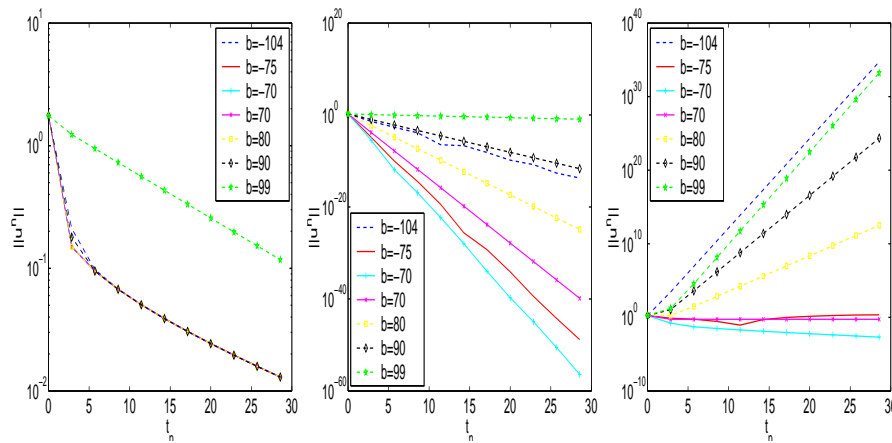 10^1
10^0
10^-1
10^-2
||u^n||
0 5 10 15 20 25 30
t_n
b=-104
b=-75
b=-70
b=70
b=80
b=90
b=99
10^20
10^0
10^-20
10^-40
10^-60
||u^n||
0 5 10 15 20 25 30
t_n
b=-104
b=-75
b=-70
b=70
b=80
b=90
b=99
10^40
10^30
10^20
10^10
10^0
10^-10
||u^n||
0 5 10 15 20 25 30
t_n
b=-104
b=-75
b=-70
b=70
b=80
b=90
b=99